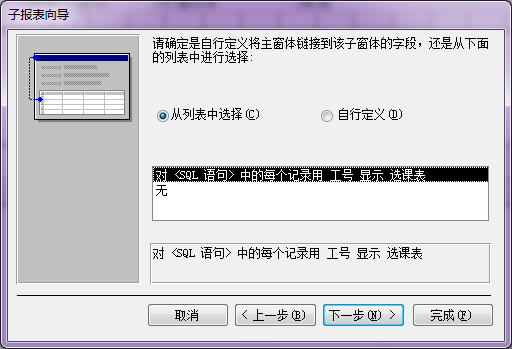 子报表向导
请确定是自行定义将主窗体链接到该子窗体的字段，还是从下面
的列表中进行选择：
从列表中选择(C) 自行定义(D)
对 <SQL 语句> 中的每个记录用 工号 显示 选课表
无
对 <SQL 语句> 中的每个记录用 工号 显示 选课表
取消 < 上一步(B) 下一步(N) > 完成(F)